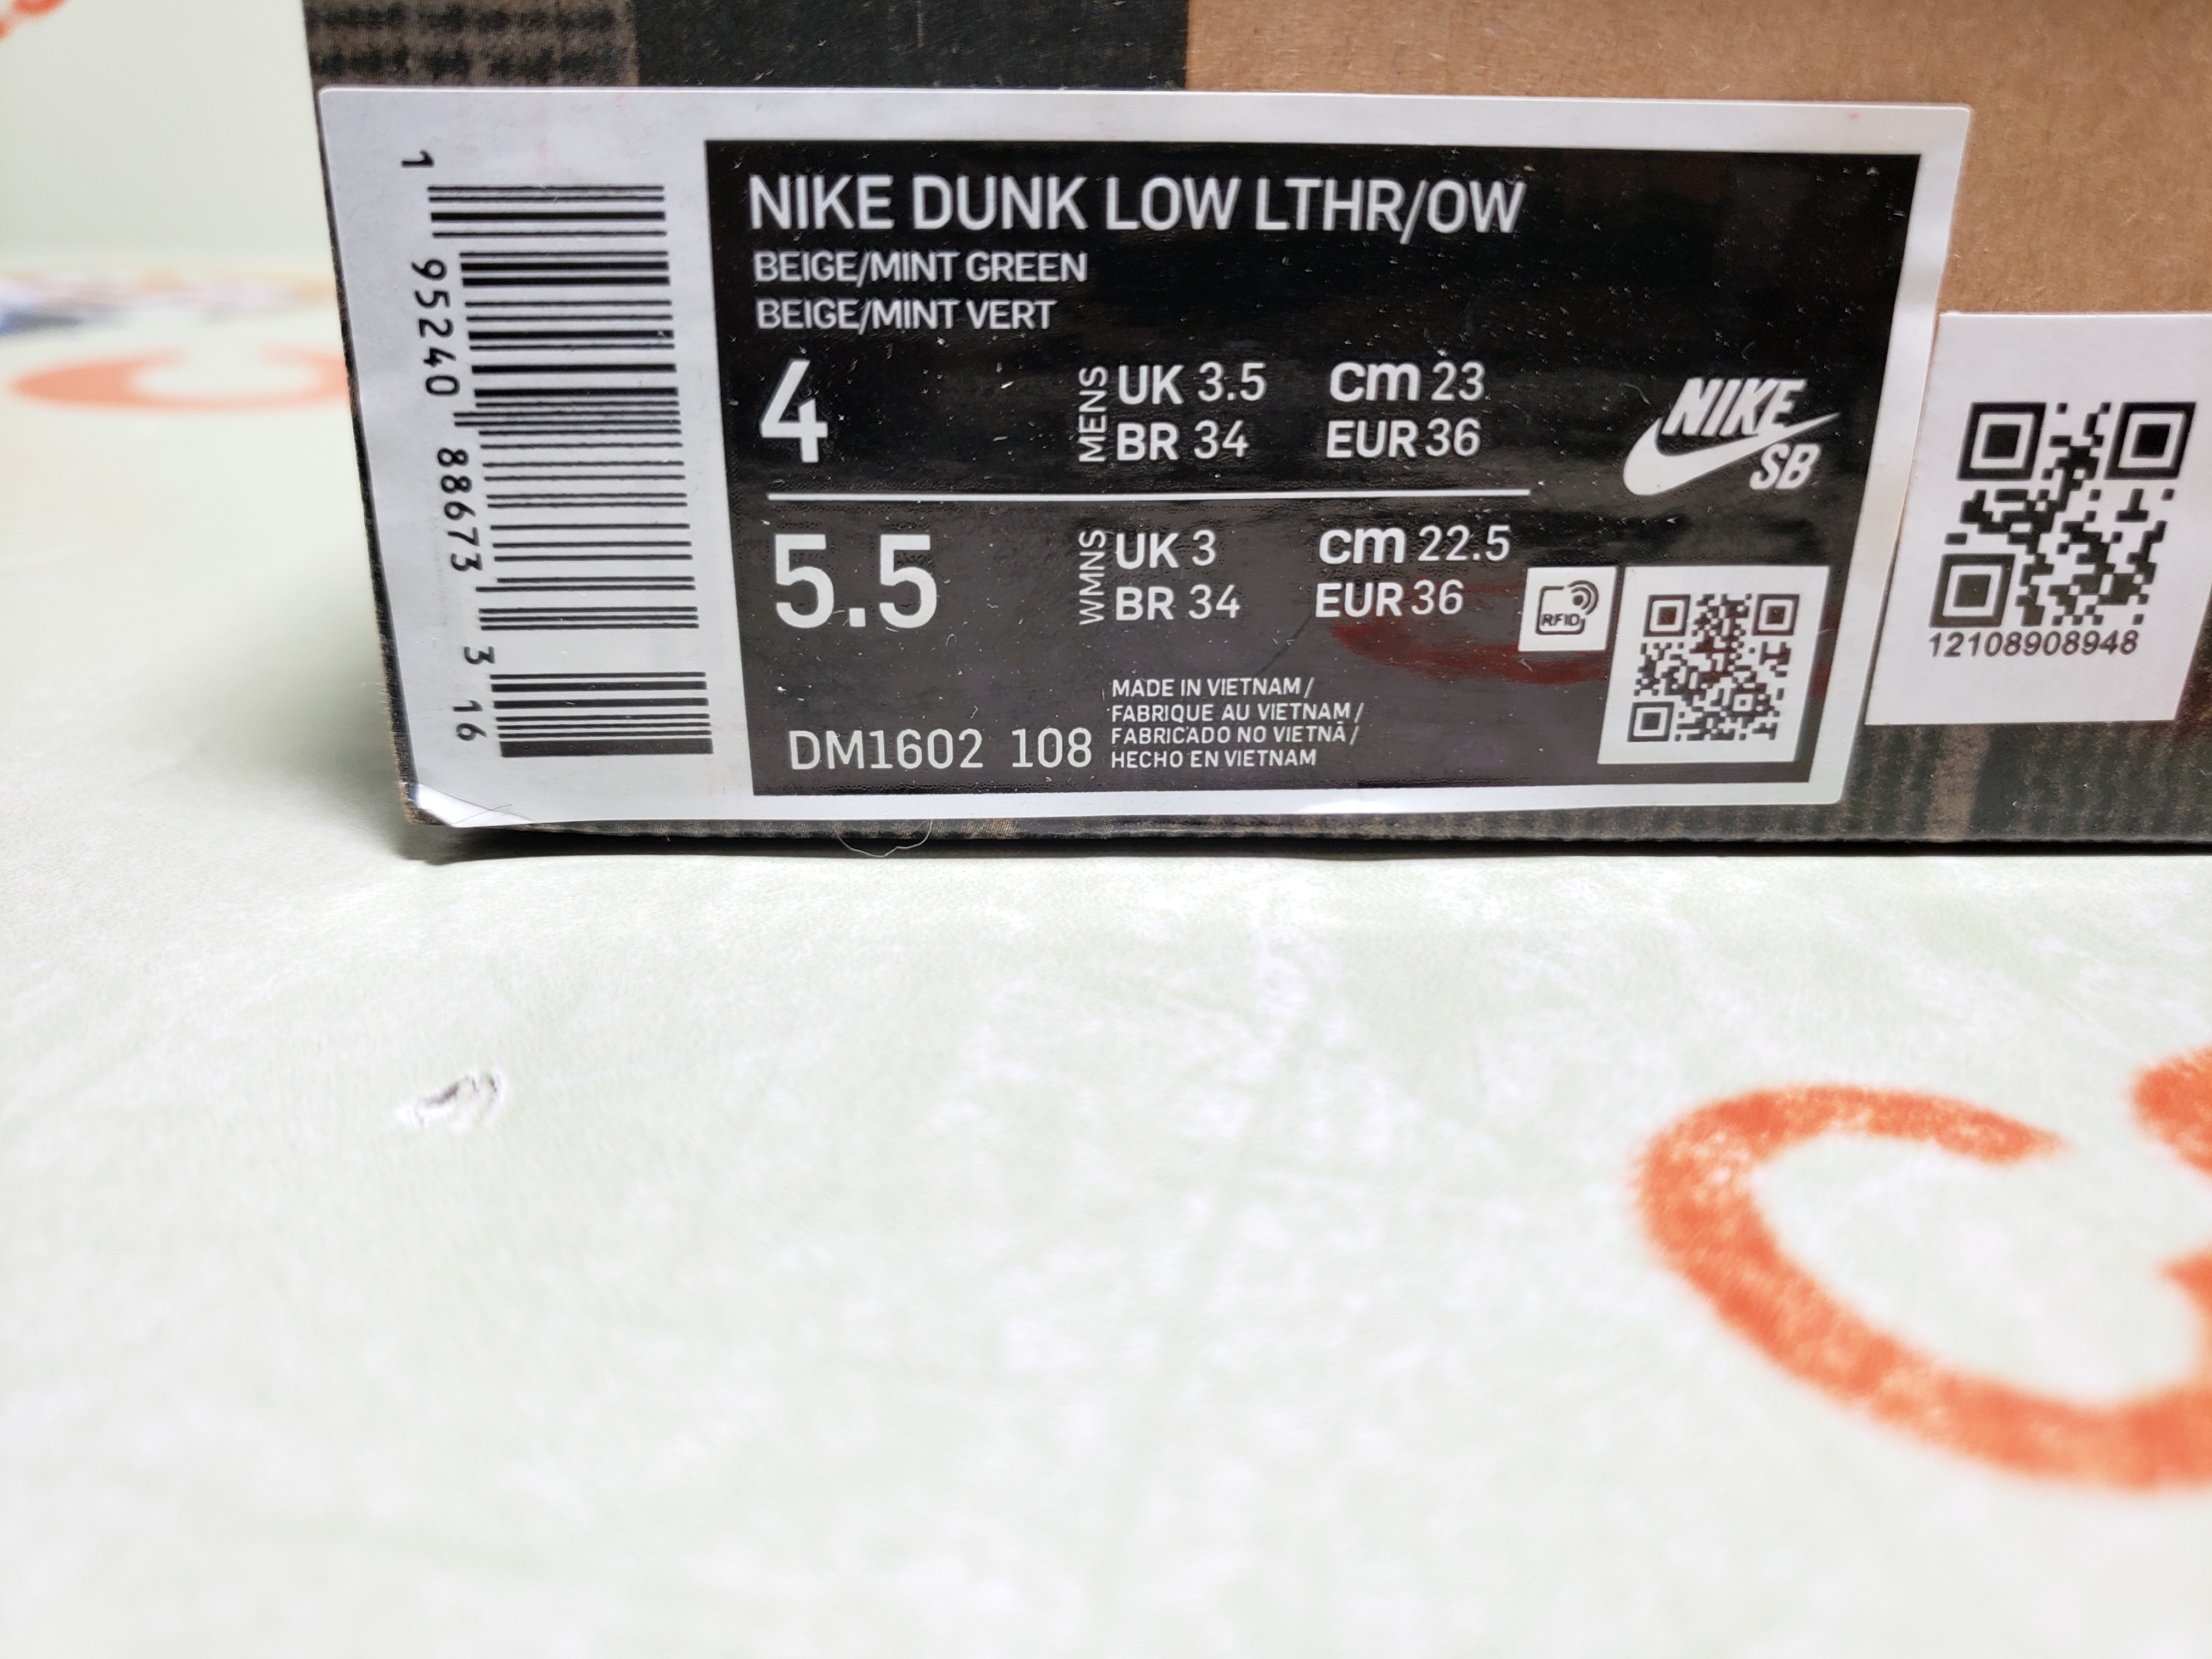 1 95240 88673 3 16
NIKE DUNK LOW LTHR/OW
BEIGE/MINT GREEN
BEIGE/MINT VERT
4 MENS UK 3.5 cm 23
BR 34 EUR 36
NIKE
SB
5.5 WMNS UK 3 cm 22.5
BR 34 EUR 36
RFID
DM1602 108
MADE IN VIETNAM/
FABRIQUE AU VIETNAM/
FABRICADO NO VIETNÃ/
HECHO EN VIETNAM
12108908948